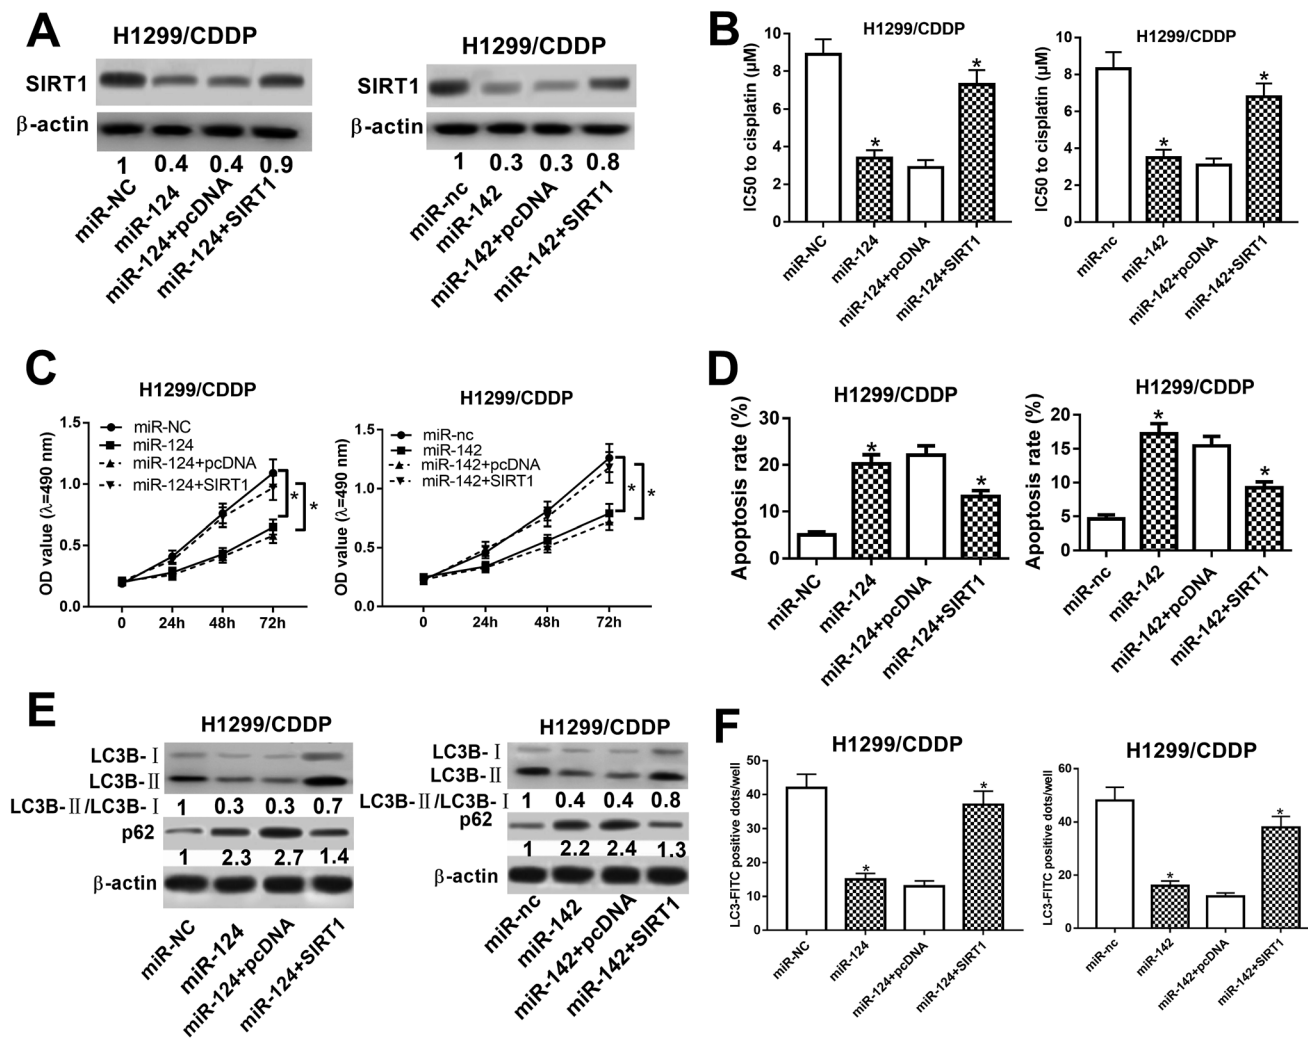 A
H1299/CDDP
SIRT1
β-actin
1 0.4 0.4 0.9
miR-NC
miR-124
miR-124+pcDNA
miR-124+SIRT1
H1299/CDDP
SIRT1
β-actin
1 0.3 0.3 0.8
miR-nc
miR-142
miR-142+pcDNA
miR-142+SIRT1
B
H1299/CDDP
IC50 to cisplatin (μM)
10
8
6
4
2
0
*
*
miR-NC
miR-124
miR-124+pcDNA
miR-124+SIRT1
H1299/CDDP
IC50 to cisplatin (μM)
10
8
6
4
2
0
*
*
miR-nc
miR-142
miR-142+pcDNA
miR-142+SIRT1
C
H1299/CDDP
OD value (λ=490 nm)
1.5
1.0
0.5
0.0
miR-NC
miR-124
miR-124+pcDNA
miR-124+SIRT1
*
*
0 24h 48h 72h
H1299/CDDP
OD value (λ=490 nm)
1.5
1.0
0.5
0.0
miR-nc
miR-142
miR-142+pcDNA
miR-142+SIRT1
*
*
0 24h 48h 72h
D
H1299/CDDP
Apoptosis rate (%)
30
20
10
0
*
*
miR-NC
miR-124
miR-124+pcDNA
miR-124+SIRT1
H1299/CDDP
Apoptosis rate (%)
20
15
10
5
0
*
*
miR-nc
miR-142
miR-142+pcDNA
miR-142+SIRT1
E
H1299/CDDP
LC3B-Ⅰ
LC3B-Ⅱ
LC3B-Ⅱ/LC3B-Ⅰ 1 0.3 0.3 0.7
p62
1 2.3 2.7 1.4
β-actin
miR-NC
miR-124
miR-124+pcDNA
miR-124+SIRT1
H1299/CDDP
LC3B-Ⅰ
LC3B-Ⅱ
LC3B-Ⅱ/LC3B-Ⅰ 1 0.4 0.4 0.8
p62
1 2.2 2.4 1.3
β-actin
miR-nc
miR-142
miR-142+pcDNA
miR-142+SIRT1
F
H1299/CDDP
LC3-FITC positive dots/well
50
40
30
20
10
0
*
*
miR-NC
miR-124
miR-124+pcDNA
miR-124+SIRT1
H1299/CDDP
LC3-FITC positive dots/well
60
40
20
0
*
*
miR-nc
miR-142
miR-142+pcDNA
miR-142+SIRT1